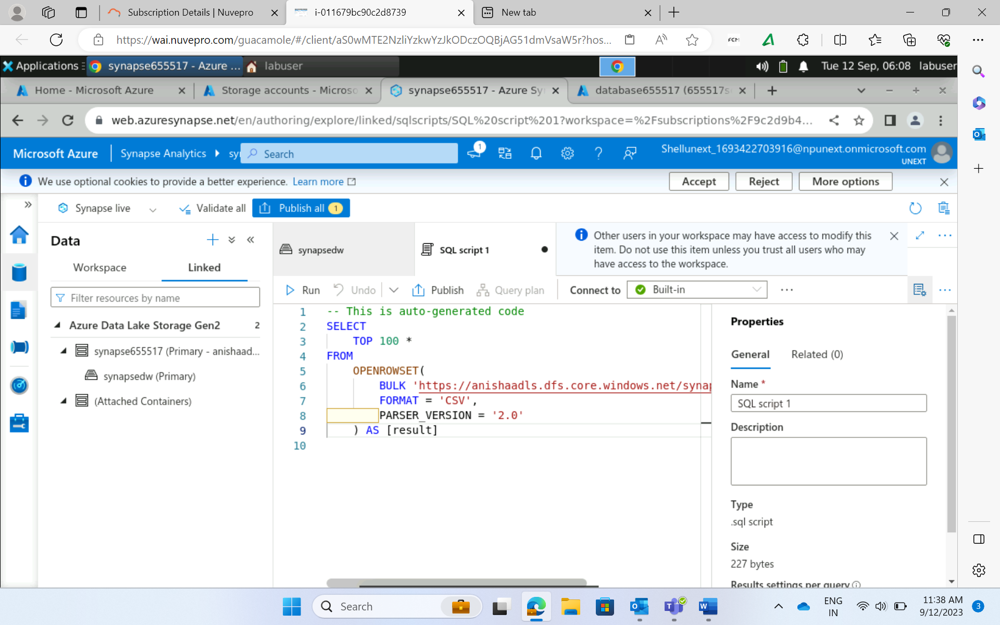 Subscription Details | Nuvepro
i-011679bc90c2d8739
New tab
https://wai.nuvepro.com/guacamole/#/client/aS0wMTE2NzliYzkwYzJkODczOQBjAG51dmVsaW5r?hos...
FCM
Applications
synapse655517 - Azure ...
labuser
Tue 12 Sep, 06:08 labuser
Home - Microsoft Azure
Storage accounts - Microso
synapse655517 - Azure Sy
database655517 (655517s
web.azuresynapse.net/en/authoring/explore/linked/sqlscripts/SQL%20script%201?workspace=%2Fsubscriptions%2F9c2d9b4...
Microsoft Azure
Synapse Analytics
syn
Search
1
Shellunext_1693422703916@npunext.onmicrosoft.com
UNEXT
We use optional cookies to provide a better experience. Learn more
Accept
Reject
More options
Synapse live
Validate all
Publish all 1
Data
Workspace
Linked
Filter resources by name
Azure Data Lake Storage Gen2 2
synapse655517 (Primary - anishaad...
synapsedw (Primary)
(Attached Containers)
synapsedw
SQL script 1
Other users in your workspace may have access to modify this
item. Do not use this item unless you trust all users who may
have access to the workspace.
Run
Undo
Publish
Query plan
Connect to
Built-in
1 -- This is auto-generated code
2 SELECT
3 TOP 100 *
4 FROM
5 OPENROWSET(
6 BULK 'https://anishaadls.dfs.core.windows.net/synap
7 FORMAT = 'CSV',
8 PARSER_VERSION = '2.0'
9 ) AS [result]
10
Properties
General
Related (0)
Name *
SQL script 1
Description
Type
.sql script
Size
227 bytes
Results settings per query
Search
ENG
IN
11:38 AM
9/12/2023
3